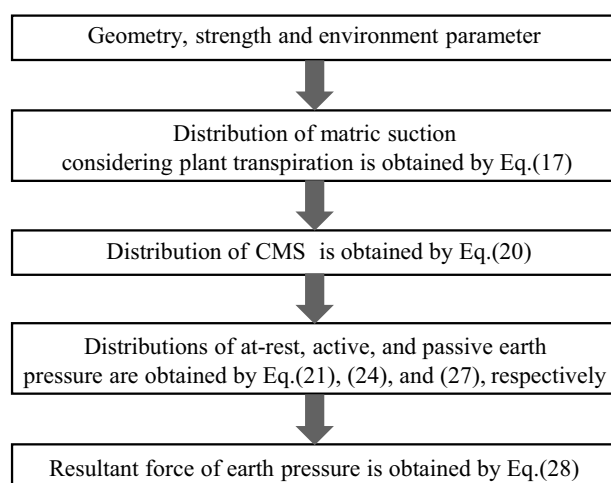 Geometry, strength and environment parameter
Distribution of matric suction
considering plant transpiration is obtained by Eq.(17)
Distribution of CMS is obtained by Eq.(20)
Distributions of at-rest, active, and passive earth
pressure are obtained by Eq.(21), (24), and (27), respectively
Resultant force of earth pressure is obtained by Eq.(28)